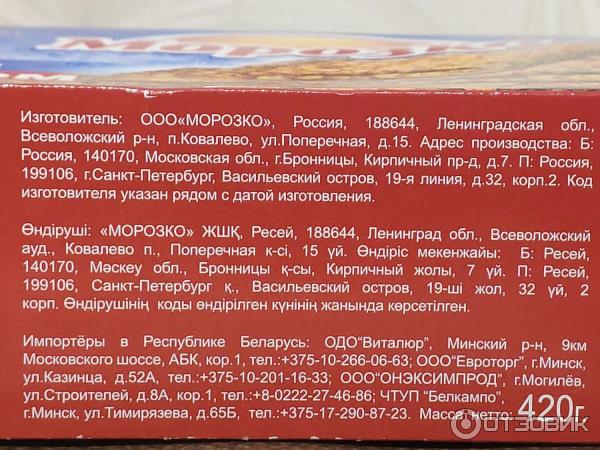 Морозко
ом
Изготовитель: ООО«МОРОЗКО», Россия, 188644, Ленинградская обл.,
Всеволожский р-н, п.Ковалево, ул.Поперечная, д.15. Адрес производства: Б:
Россия, 140170, Московская обл., г.Бронницы, Кирпичный пр-д, д.7. П: Россия,
199106, г.Санкт-Петербург, Васильевский остров, 19-я линия, д.32, корп.2. Код
изготовителя указан рядом с датой изготовления.
Өндіруші: «МОРОЗКО» ЖШҚ, Ресей, 188644, Ленинград обл., Всеволожский
ауд., Ковалево п., Поперечная к-сі, 15 үй. Өндіріс мекенжайы: Б: Ресей,
140170, Мәскеу обл., Бронницы қ-сы, Кирпичный жолы, 7 үй. П: Ресей,
199106, Санкт-Петербург қ., Васильевский остров, 19-ші жол, 32 үй, 2
корп. Өндірушінің коды өндірілген күнінің жанында көрсетілген.
Импортёры в Республике Беларусь: ОДО“Виталюр”, Минский р-н, 9км
Московского шоссе, АБК, кор.1, тел.:+375-10-266-06-63; ООО“Евроторг”, г.Минск,
ул.Казинца, д.52А, тел.:+375-10-201-16-33; ООО“ОНЭКСИМПРОД”, г.Могилёв,
ул.Строителей, д.8А, кор.1, тел.:+8-0222-27-46-86; ЧТУП “Белкампо”,
г.Минск, ул.Тимирязева, д.65Б, тел.:+375-17-290-87-23. Масса нетто: 420г.
ОТЗОВИК